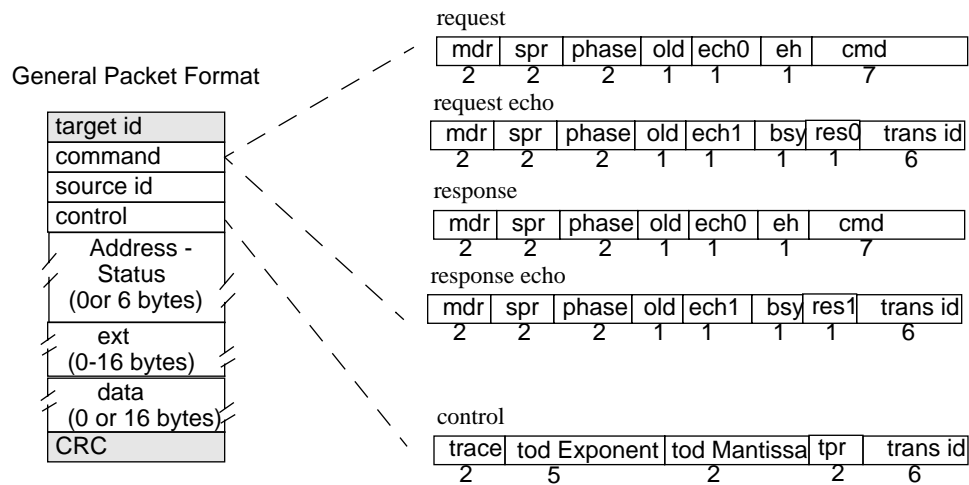 General Packet Format
target id
command
source id
control
Address -
Status
(0or 6 bytes)
ext
(0-16 bytes)
data
(0 or 16 bytes)
CRC
request
mdr spr phase old ech0 eh cmd
2 2 2 1 1 1 7
request echo
mdr spr phase old ech1 bsy res0 trans id
2 2 2 1 1 1 1 6
response
mdr spr phase old ech0 eh cmd
2 2 2 1 1 1 7
response echo
mdr spr phase old ech1 bsy res1 trans id
2 2 2 1 1 1 1 6
control
trace tod Exponent tod Mantissa tpr trans id
2 5 2 2 6